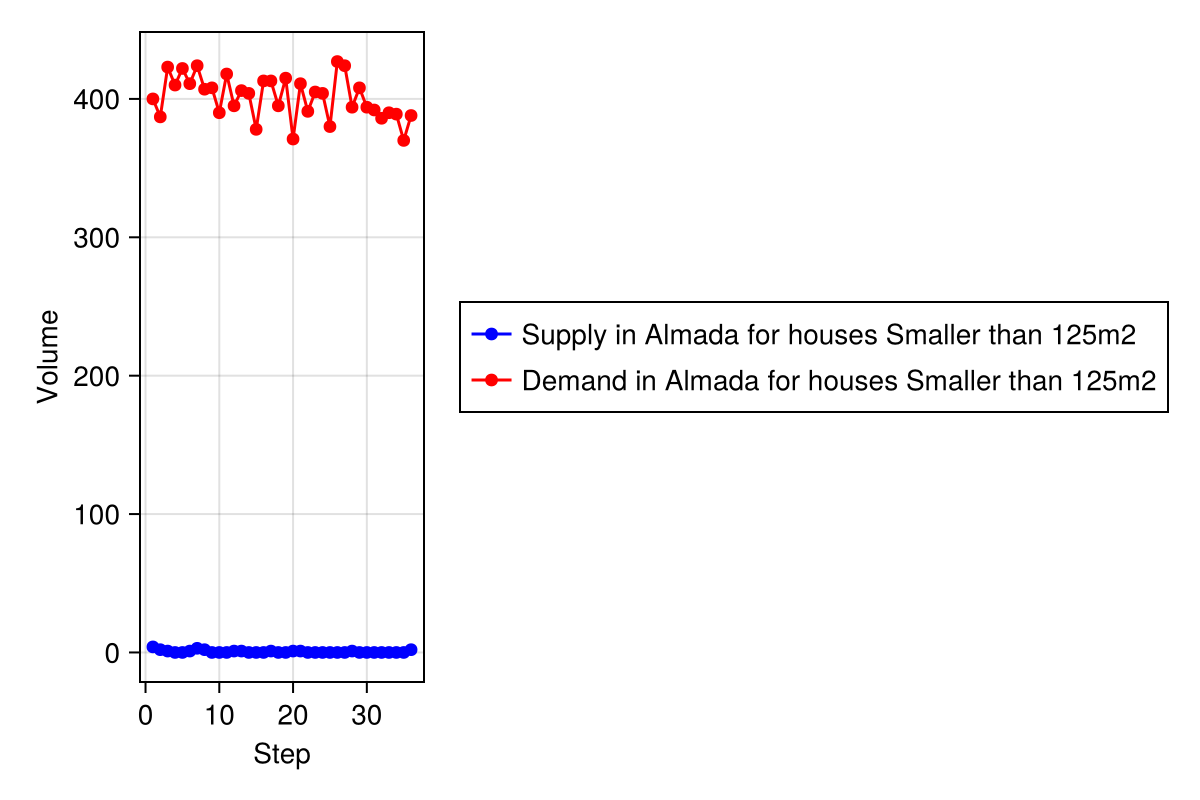 Volume
400
300
200
100
0
0 10 20 30
Step
Supply in Almada for houses Smaller than 125m2
Demand in Almada for houses Smaller than 125m2